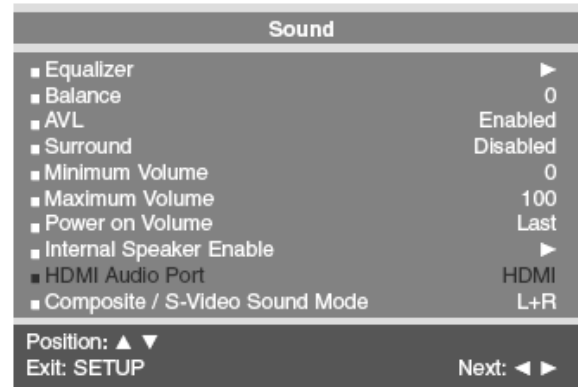 Sound
Equalizer ►
Balance 0
AVL Enabled
Surround Disabled
Minimum Volume 0
Maximum Volume 100
Power on Volume Last
Internal Speaker Enable ►
HDMI Audio Port HDMI
Composite / S-Video Sound Mode L+R
Position: ▲ ▼
Exit: SETUP Next: ◄ ►